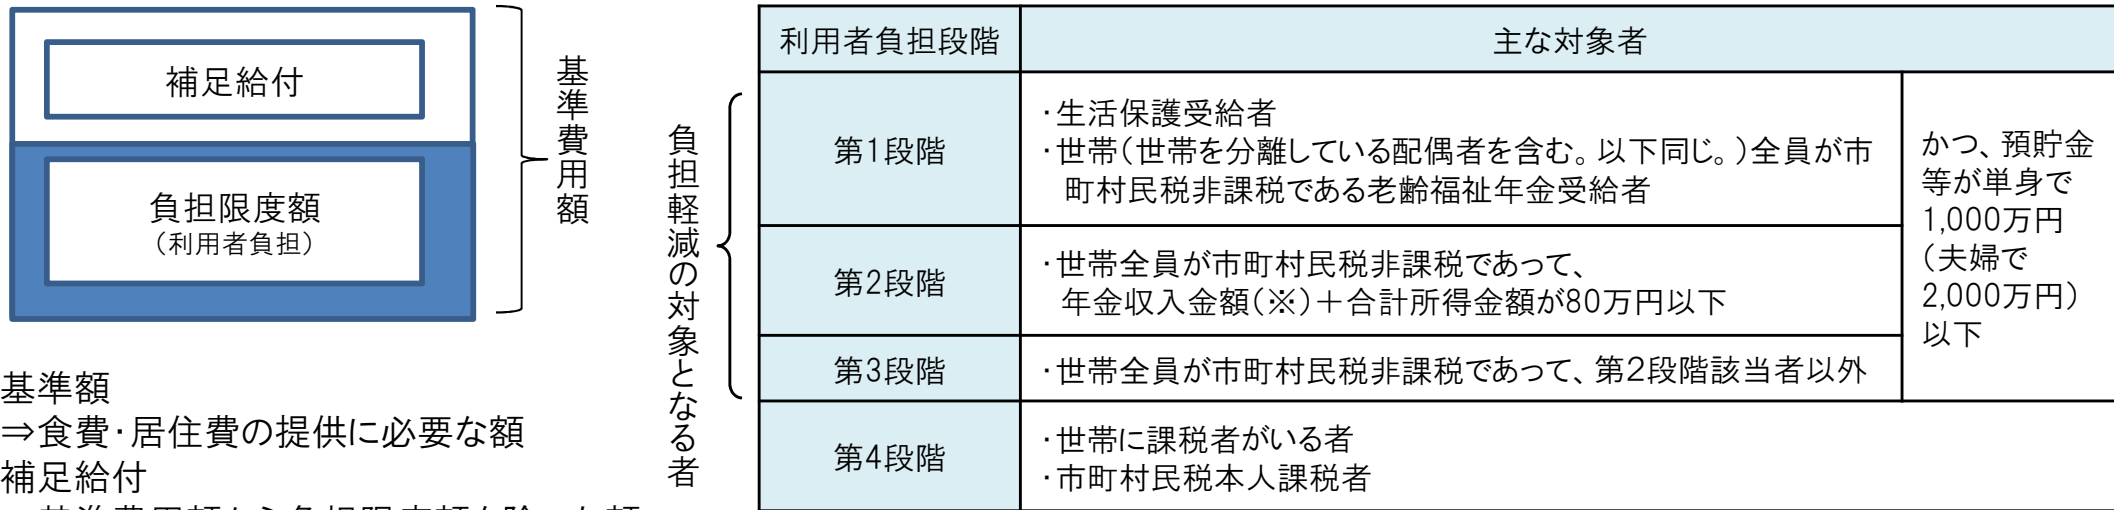 補足給付
負担限度額
（利用者負担）
基準費用額
基準額
⇒食費・居住費の提供に必要な額
補足給付
負担軽減の対象となる者
利用者負担段階
主な対象者
第1段階
・生活保護受給者
・世帯（世帯を分離している配偶者を含む。以下同じ。）全員が市
町村民税非課税である老齢福祉年金受給者
かつ、預貯金
等が単身で
1,000万円
（夫婦で
2,000万円）
以下
第2段階
・世帯全員が市町村民税非課税であって、
年金収入金額（※）＋合計所得金額が80万円以下
第3段階
・世帯全員が市町村民税非課税であって、第２段階該当者以外
第4段階
・世帯に課税者がいる者
・市町村民税本人課税者